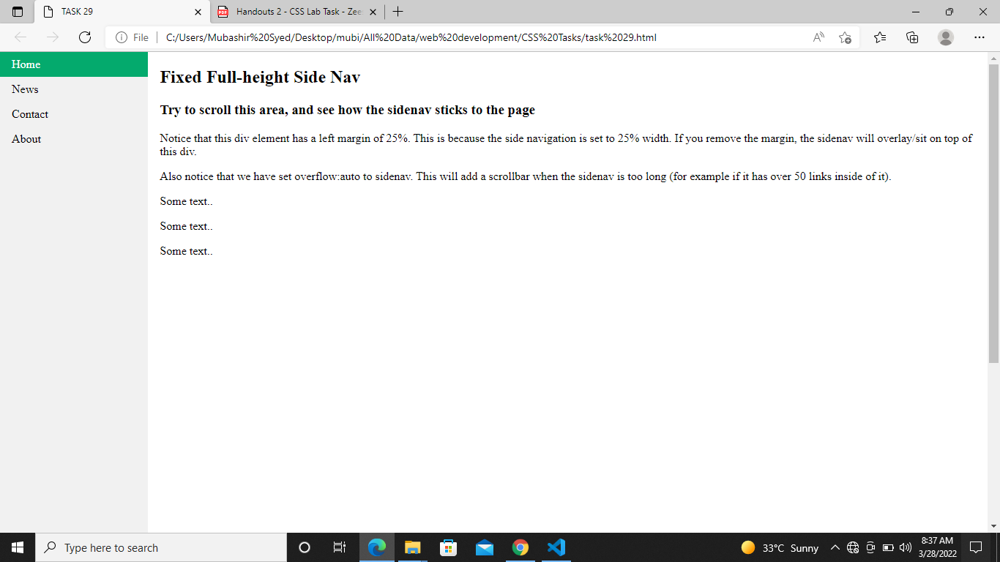 TASK 29
Handouts 2 - CSS Lab Task - Zee
File
C:/Users/Mubashir%20Syed/Desktop/mubi/All%20Data/web%20development/CSS%20Tasks/task%2029.html
Home
News
Contact
About
Fixed Full-height Side Nav
Try to scroll this area, and see how the sidenav sticks to the page
Notice that this div element has a left margin of 25%. This is because the side navigation is set to 25% width. If you remove the margin, the sidenav will overlay/sit on top of
this div.
Also notice that we have set overflow:auto to sidenav. This will add a scrollbar when the sidenav is too long (for example if it has over 50 links inside of it).
Some text..
Some text..
Some text..
Type here to search
33°C Sunny
8:37 AM
3/28/2022